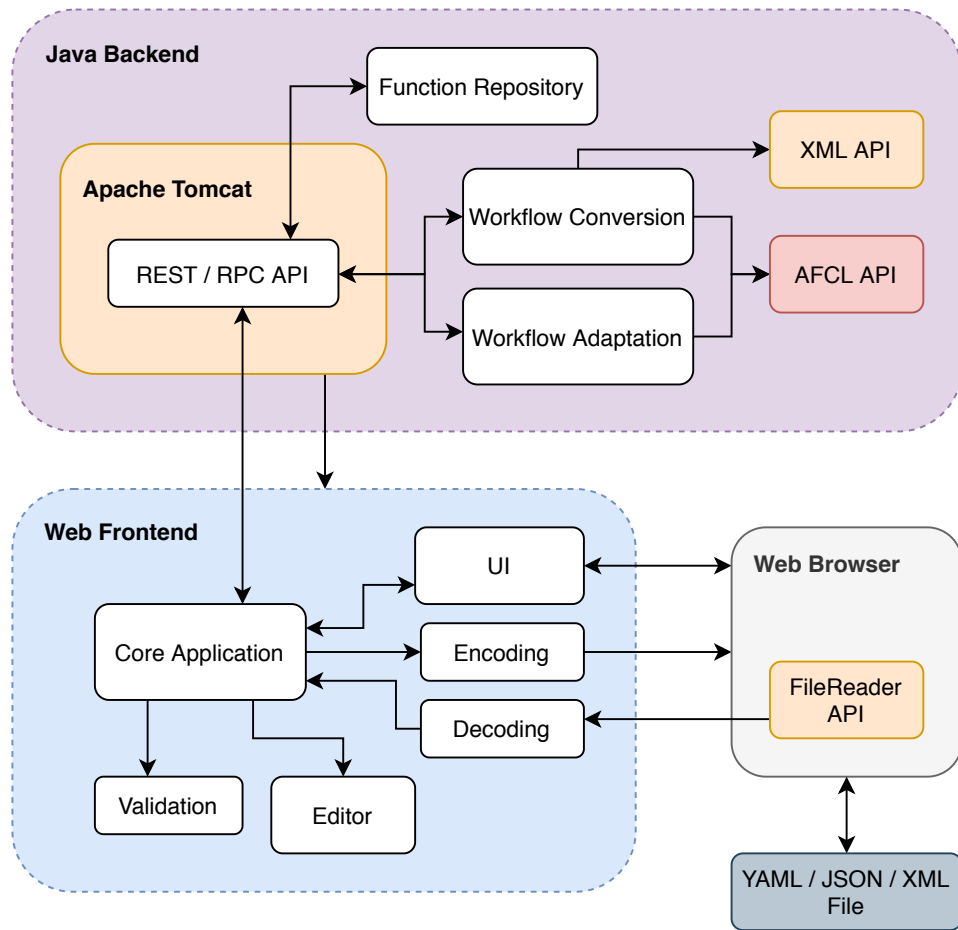 Java Backend
Function Repository
XML API
Apache Tomcat
Workflow Conversion
REST / RPC API
AFCL API
Workflow Adaptation
Web Frontend
UI
Web Browser
Core Application
Encoding
FileReader
API
Decoding
Validation
Editor
YAML / JSON / XML
File